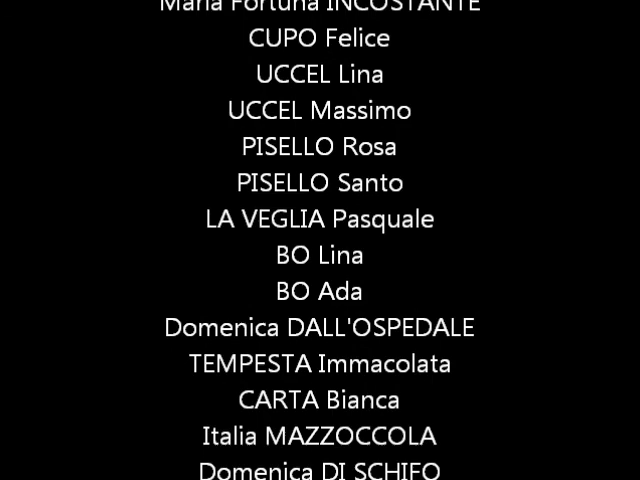 Maria Fortuna INCOSTANTE
CUPO Felice
UCCEL Lina
UCCEL Massimo
PISELLO Rosa
PISELLO Santo
LA VEGLIA Pasquale
BO Lina
BO Ada
Domenica DALL'OSPEDALE
TEMPESTA Immacolata
CARTA Bianca
Italia MAZZOCCOLA
Domenica DI SCHIFO